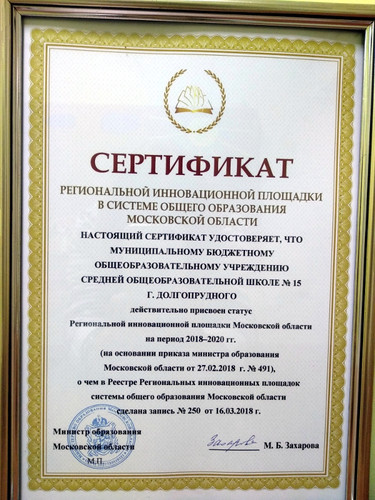 СЕРТИФИКАТ
РЕГИОНАЛЬНОЙ ИННОВАЦИОННОЙ ПЛОЩАДКИ
В СИСТЕМЕ ОБЩЕГО ОБРАЗОВАНИЯ
МОСКОВСКОЙ ОБЛАСТИ
НАСТОЯЩИЙ СЕРТИФИКАТ УДОСТОВЕРЯЕТ, ЧТО
МУНИЦИПАЛЬНОМУ БЮДЖЕТНОМУ
ОБЩЕОБРАЗОВАТЕЛЬНОМУ УЧРЕЖДЕНИЮ
СРЕДНЕЙ ОБЩЕОБРАЗОВАТЕЛЬНОЙ ШКОЛЕ № 15
Г. ДОЛГОПРУДНОГО
действительно присвоен статус
Региональной инновационной площадки Московской области
на период 2018–2020 гг.
(на основании приказа министра образования
Московской области от 27.02.2018 г. № 491),
о чем в Реестре Региональных инновационных площадок
системы общего образования Московской области
сделана запись № 250 от 16.03.2018 г.
Министр образования
Московской области
М. Б. Захарова
М.П.